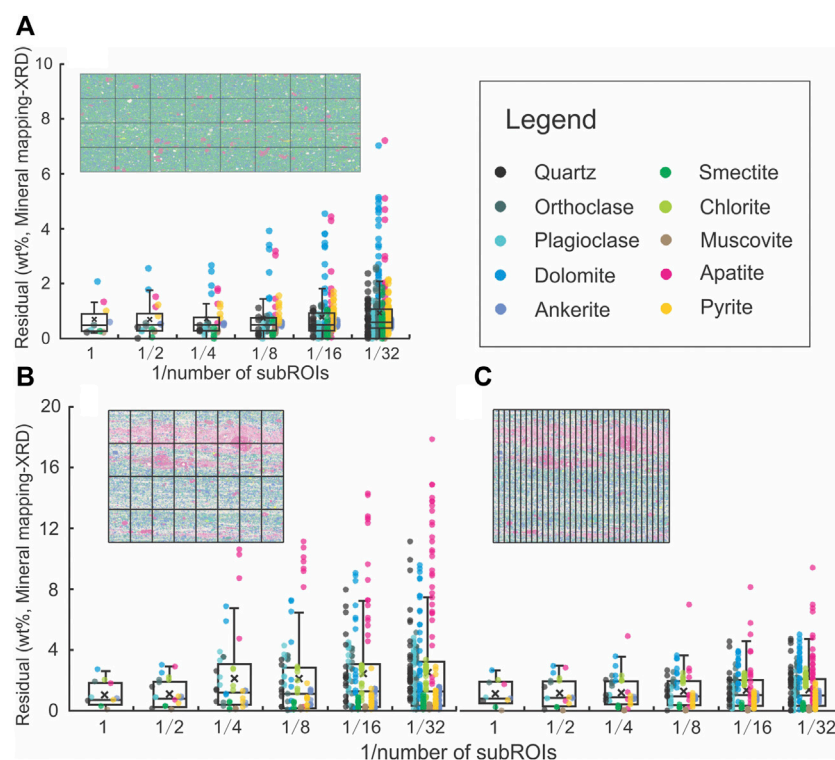 A
Residual (wt%, Mineral mapping-XRD)
10
8
6
4
2
0
1 1/2 1/4 1/8 1/16 1/32
1/number of subROIs
Legend
Quartz Smectite
Orthoclase Chlorite
Plagioclase Muscovite
Dolomite Apatite
Ankerite Pyrite
B
Residual (wt%, Mineral mapping-XRD)
20
16
12
8
4
0
1 1/2 1/4 1/8 1/16 1/32
C
1 1/2 1/4 1/8 1/16 1/32
1/number of subROIs